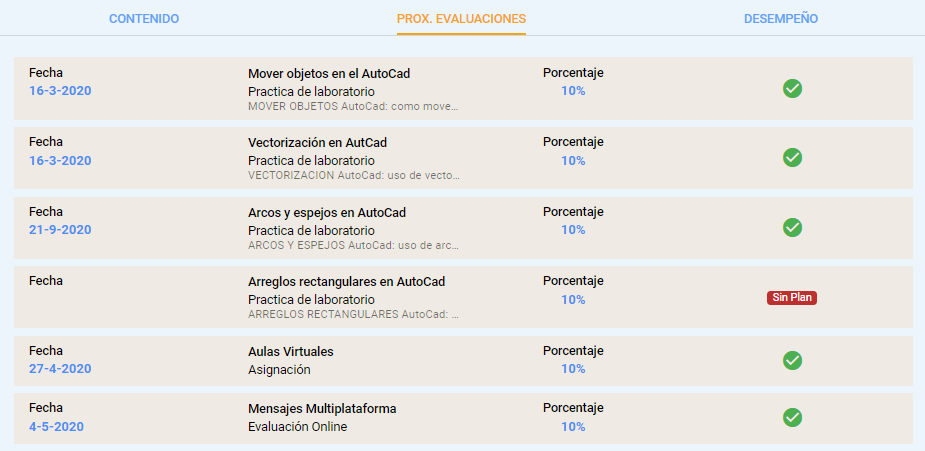 CONTENIDO PROX. EVALUACIONES DESEMPEÑO
Fecha Mover objetos en el AutoCad Porcentaje
16-3-2020 Practica de laboratorio 10%
MOVER OBJETOS AutoCad: como move...
Fecha Vectorización en AutCad Porcentaje
16-3-2020 Practica de laboratorio 10%
VECTORIZACION AutoCad: uso de vecto...
Fecha Arcos y espejos en AutoCad Porcentaje
21-9-2020 Practica de laboratorio 10%
ARCOS Y ESPEJOS AutoCad: uso de arc...
Fecha Arreglos rectangulares en AutoCad Porcentaje
Practica de laboratorio 10% Sin Plan
ARREGLOS RECTANGULARES AutoCad: ...
Fecha Aulas Virtuales Porcentaje
27-4-2020 Asignación 10%
Fecha Mensajes Multiplataforma Porcentaje
4-5-2020 Evaluación Online 10%